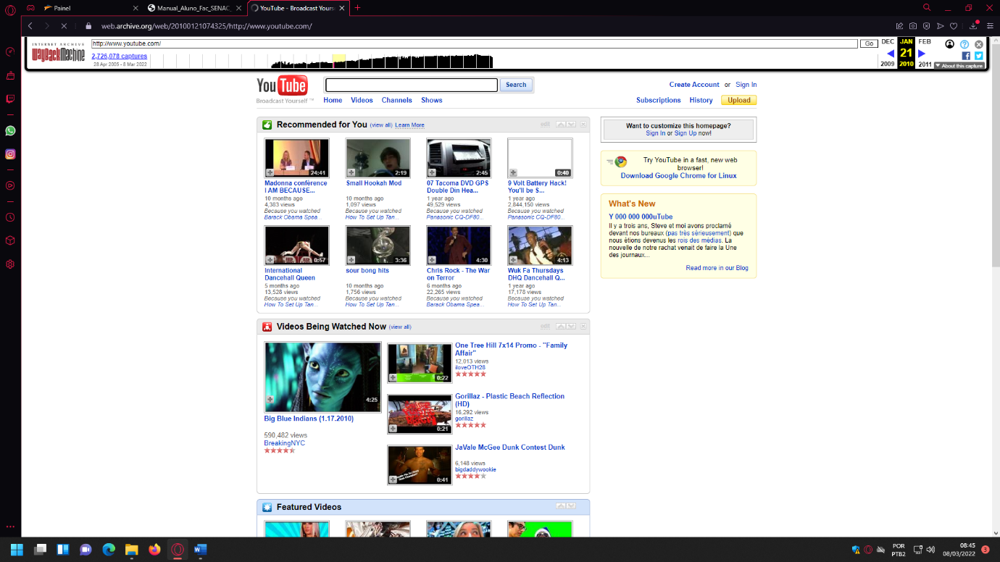 Painel
Manual_Aluno_Fac_SENAC_
YouTube - Broadcast Yours
web.archive.org/web/20100121074325/http://www.youtube.com/
INTERNET ARCHIVE
WayBackMachine
http://www.youtube.com/
Go
DEC
JAN
FEB
2,726,078 captures
28 Apr 2005 - 8 Mar 2022
21
2009
2010
2011
About this capture
YouTube
Broadcast Yourself ™
Search
Create Account or Sign In
Home Videos Channels Shows
Subscriptions History Upload
Recommended for You (view all) Learn More
edit
24:41
2:19
2:45
0:40
Madonna conférence
I AM BECAUSE...
10 months ago
4,383 views
Because you watched
Barack Obama Spea...
Small Hookah Mod
10 months ago
1,097 views
Because you watched
How To Set Up Tan...
07 Tacoma DVD GPS
Double Din Hea...
1 year ago
49,529 views
Because you watched
Panasonic CQ-DF80...
9 Volt Battery Hack!
You'll be S...
1 year ago
2,844,150 views
Because you watched
Panasonic CQ-DF80...
0:57
3:36
4:30
4:13
International
Dancehall Queen
5 months ago
13,528 views
Because you watched
How To Set Up Tan...
sour bong hits
10 months ago
1,756 views
Because you watched
How To Set Up Tan...
Chris Rock - The War
on Terror
6 months ago
22,265 views
Because you watched
Barack Obama Spea...
Wuk Fa Thursdays
DHQ Dancehall Q...
1 year ago
17,178 views
Because you watched
How To Set Up Tan...
Want to customize this homepage?
Sign In or Sign Up now!
Try YouTube in a fast, new web
browser!
Download Google Chrome for Linux
What's New
Y 000 000 000uTube
Il y a trois ans, Steve et moi avons proclamé
devant nos bureaux (pas très sérieusement) que
nous étions devenus les rois des médias. La
nouvelle de notre rachat venait de faire la Une
des journaux...
Read more in our Blog
Videos Being Watched Now (view all)
edit
4:25
Big Blue Indians (1.17.2010)
590,482 views
BreakingNYC
0:22
One Tree Hill 7x14 Promo - "Family
Affair"
12,013 views
iloveOTH28
0:21
Gorillaz - Plastic Beach Reflection
(HD)
16,292 views
gorillaz
0:41
JaVale McGee Dunk Contest Dunk
6,148 views
bigdaddywookie
Featured Videos
POR
PTB2
08:45
08/03/2022
3